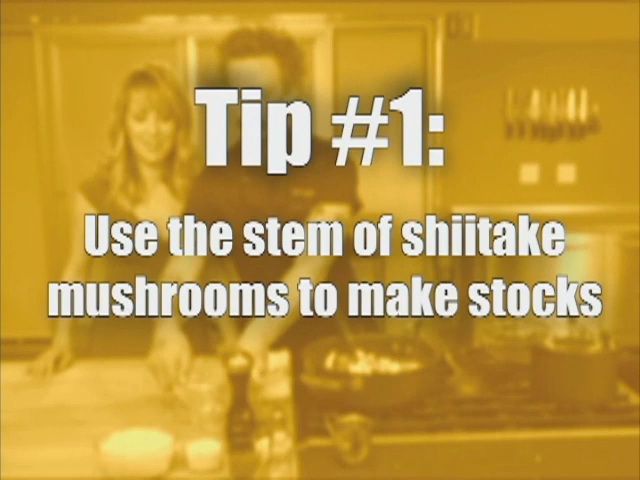 Tip #1:
Use the stem of shiitake
mushrooms to make stocks